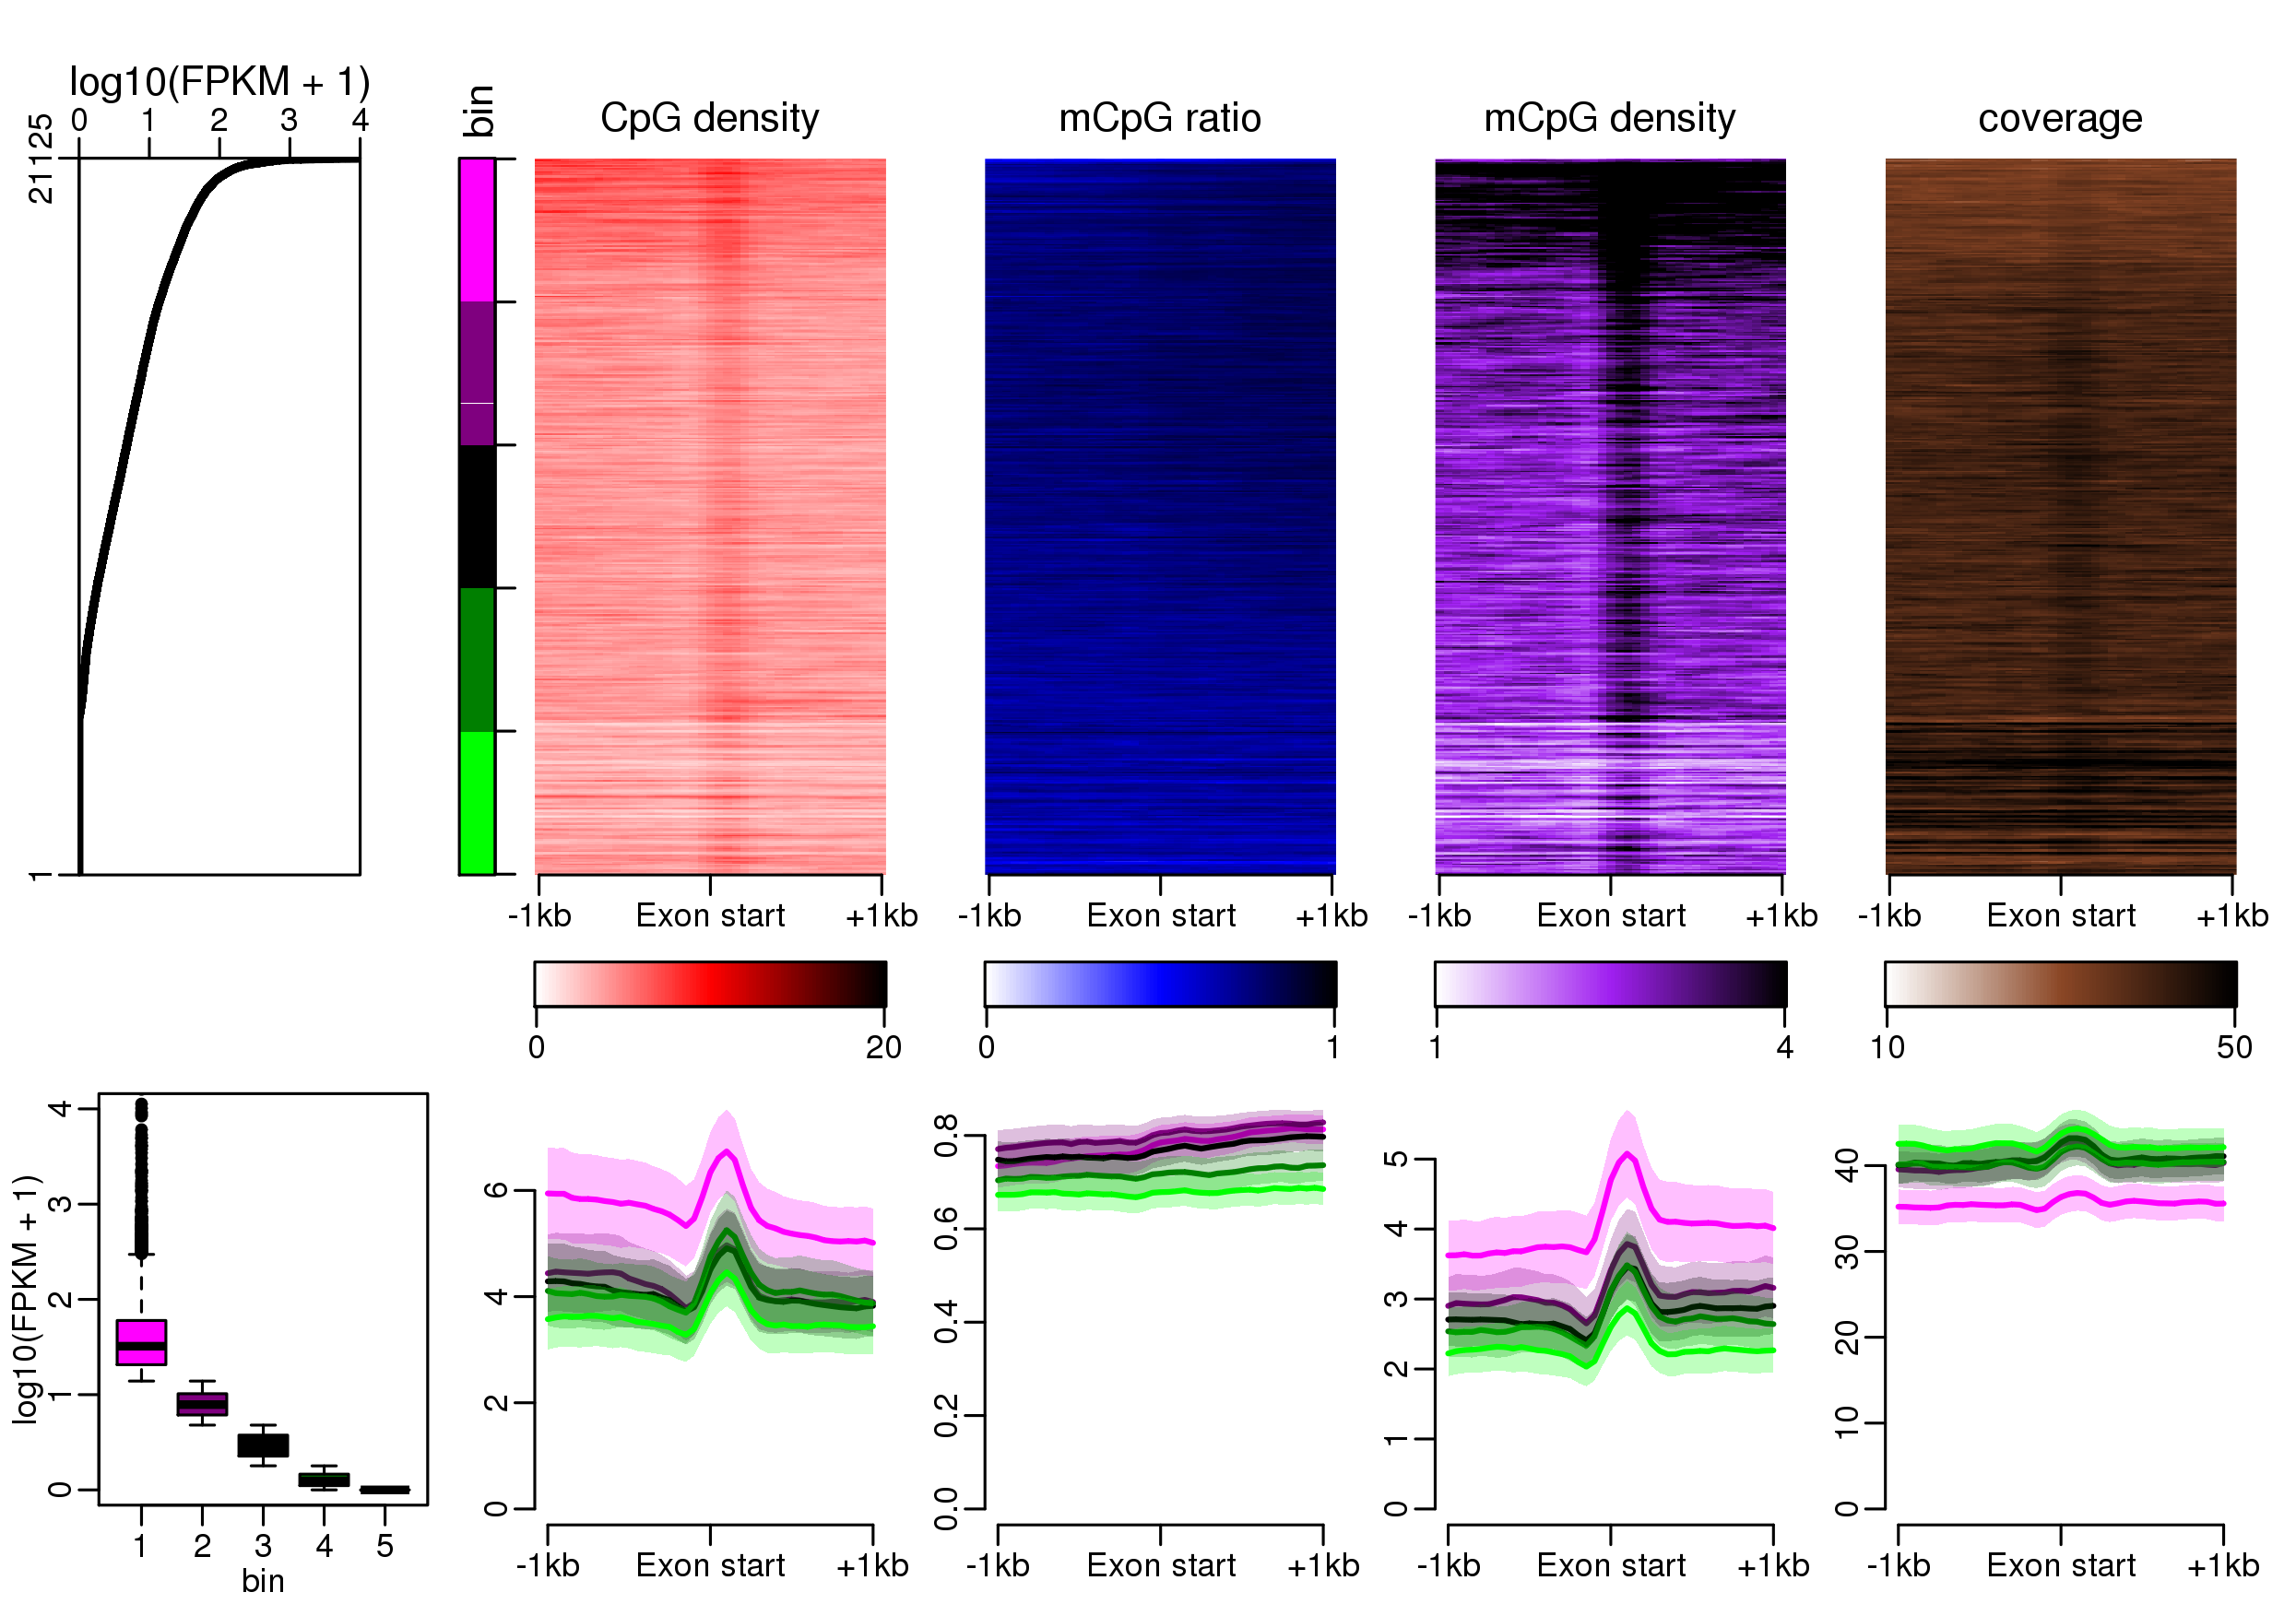 log10(FPKM + 1)
0 1 2 3 4
21125
1
bin
CpG density
mCpG ratio
mCpG density
coverage
-1kb Exon start +1kb
-1kb Exon start +1kb
-1kb Exon start +1kb
-1kb Exon start +1kb
0 20
0 1
1 4
10 50
log10(FPKM + 1)
0 1 2 3 4
1 2 3 4 5
bin
0 2 4 6
-1kb Exon start +1kb
0.0 0.2 0.4 0.6 0.8
-1kb Exon start +1kb
0 1 2 3 4 5
-1kb Exon start +1kb
0 10 20 30 40
-1kb Exon start +1kb